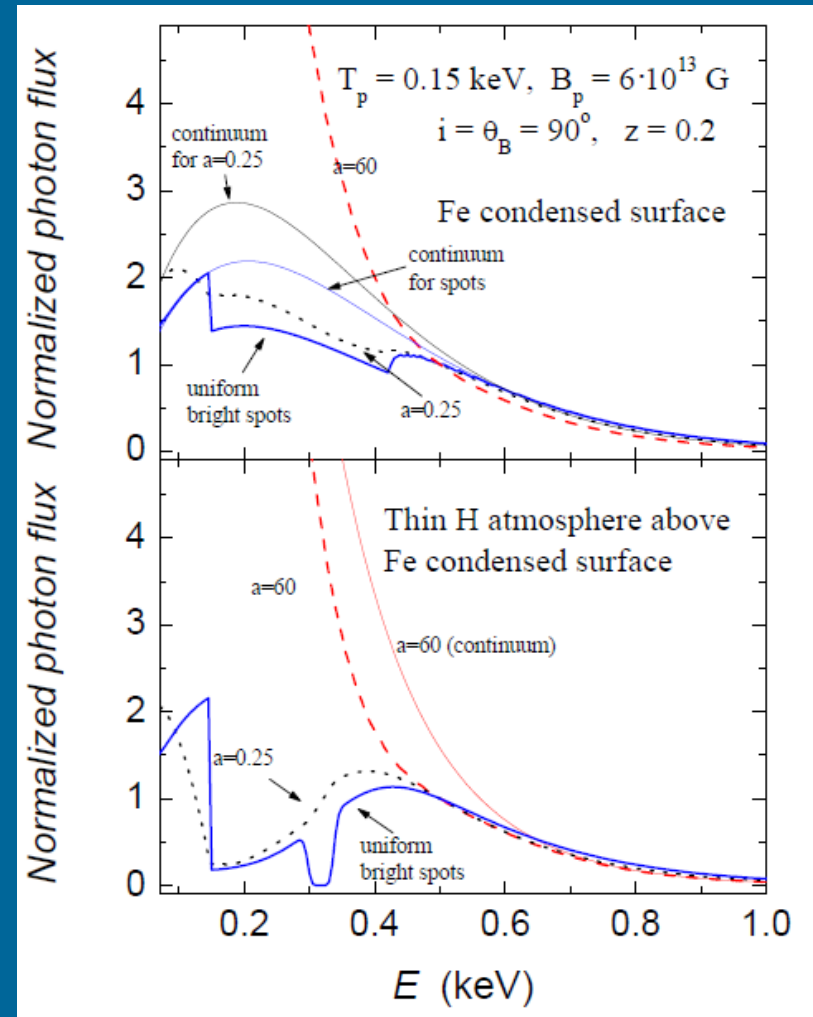 Normalized photon flux
4
3
2
1
0
T_p = 0.15 keV, B_p = 6·10^13 G
i = θ_B = 90°, z = 0.2
continuum
for a=0.25
a=60
Fe condensed surface
continuum
for spots
uniform
bright spots
a=0.25
Normalized photon flux
4
3
2
1
0
Thin H atmosphere above
Fe condensed surface
a=60
a=60 (continuum)
a=0.25
uniform
bright spots
0.2 0.4 0.6 0.8 1.0
E (keV)